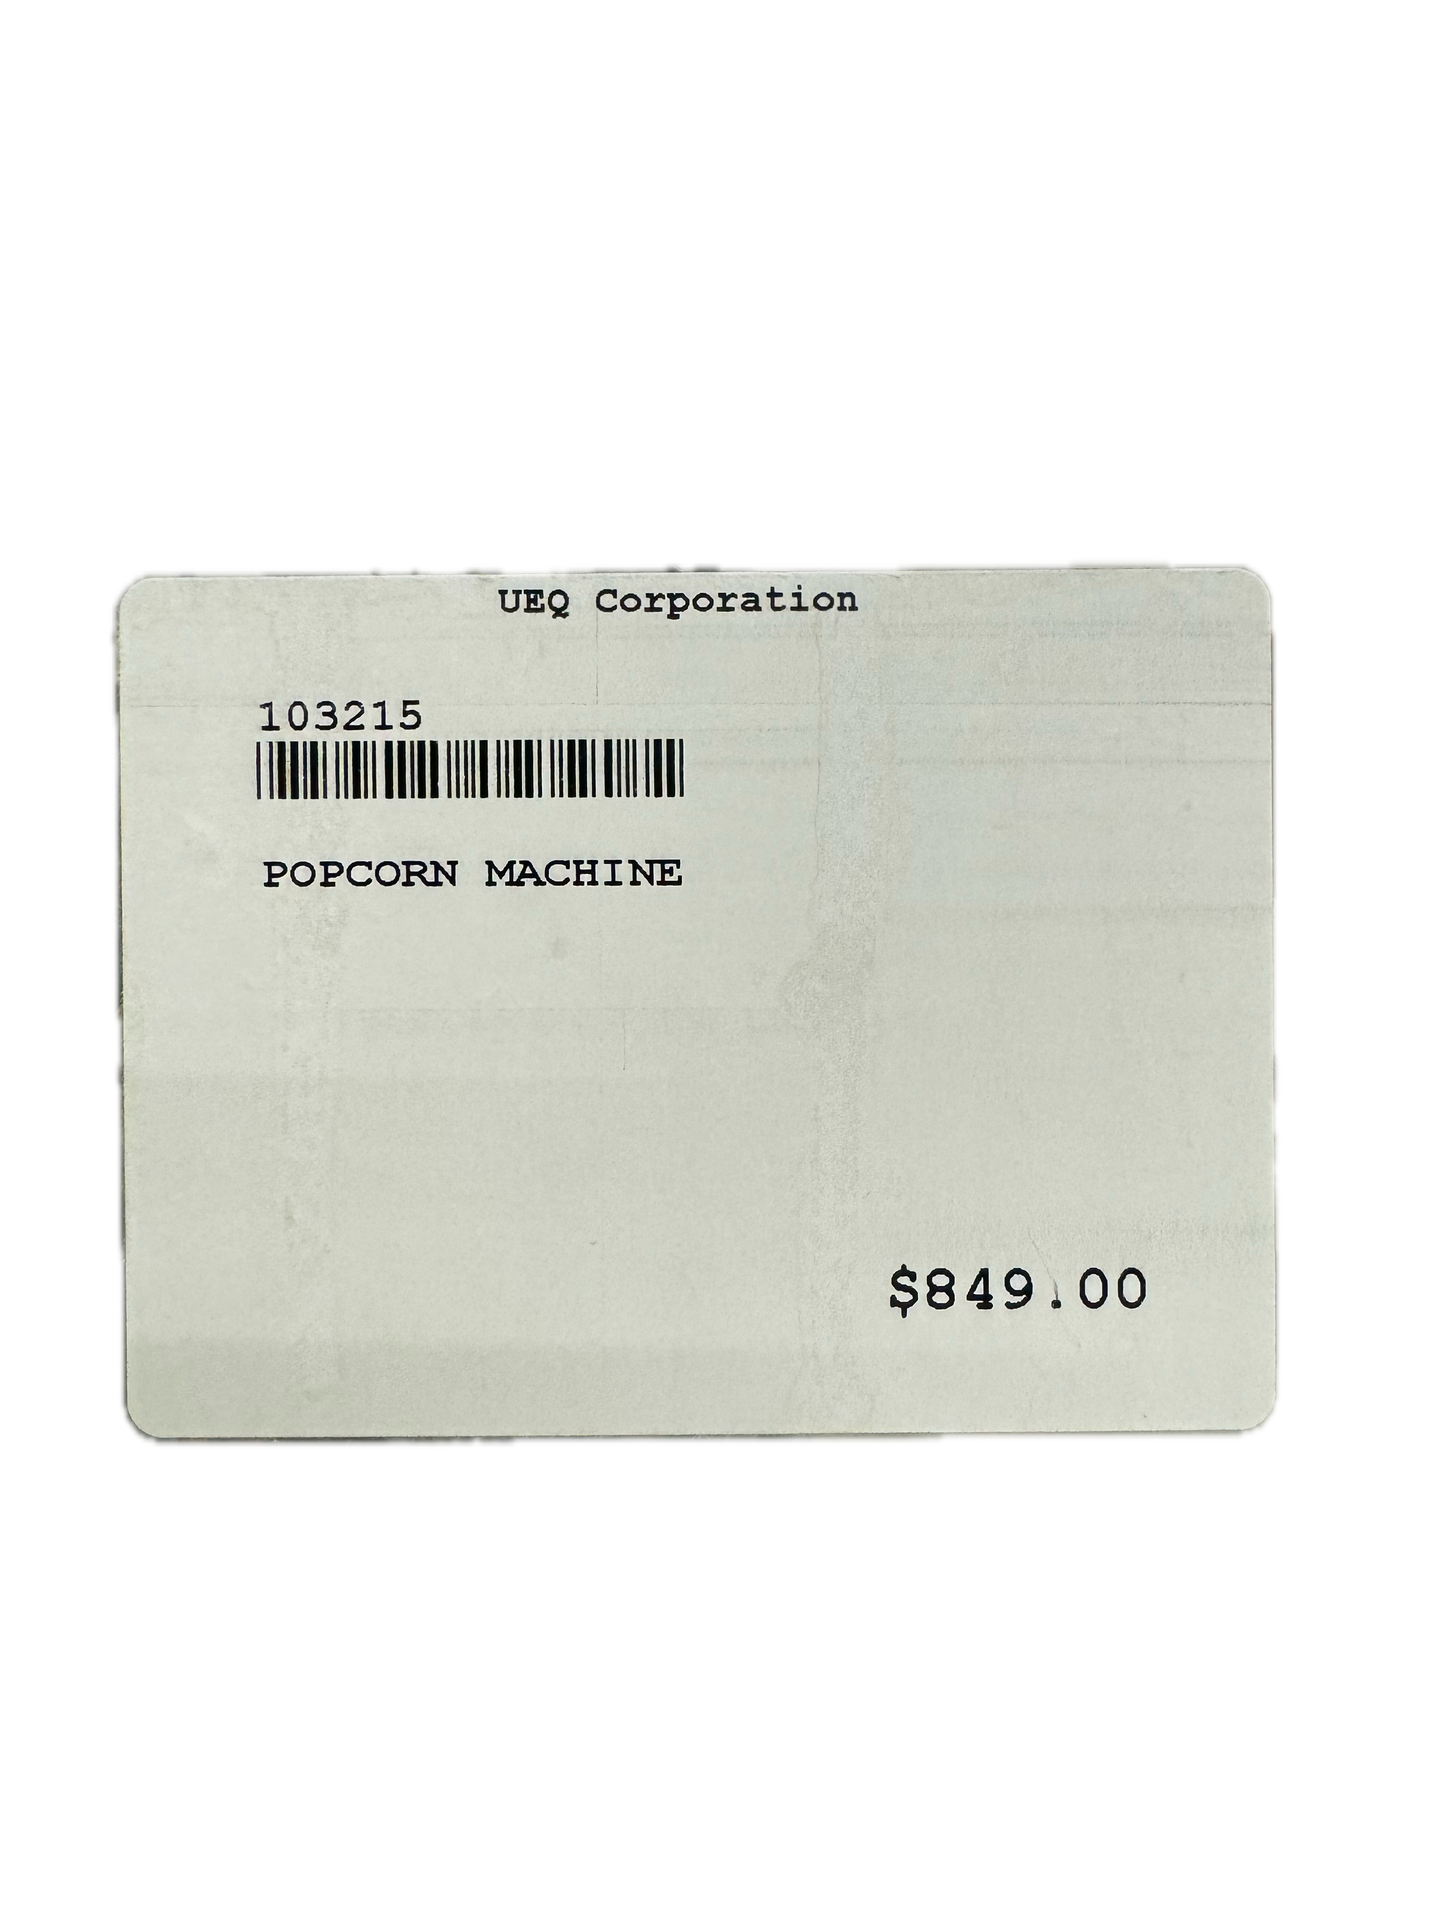 UEQ Corporation
103215
POPCORN MACHINE
$849.00